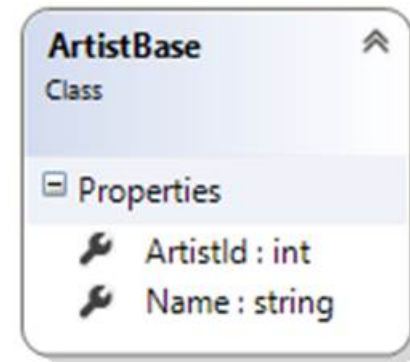 ArtistBase
Class
Properties
ArtistId : int
Name : string